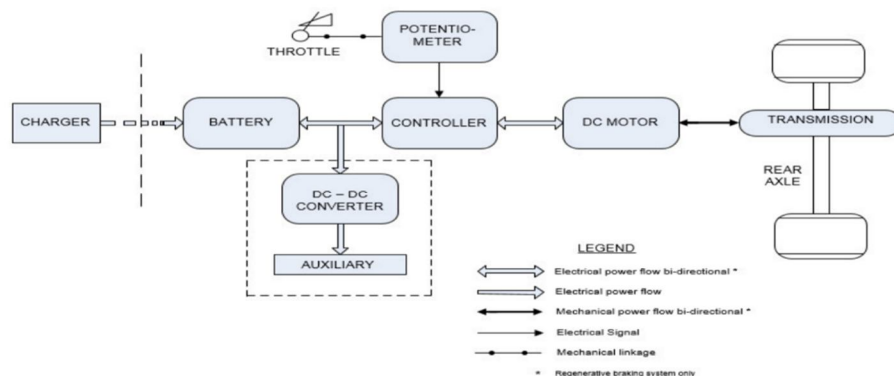 POTENTIO-
METER
THROTTLE
CHARGER
BATTERY
CONTROLLER
DC MOTOR
TRANSMISSION
REAR
AXLE
DC – DC
CONVERTER
AUXILIARY
LEGEND
Electrical power flow bi-directional *
Electrical power flow
Mechanical power flow bi-directional *
Electrical Signal
Mechanical linkage
* Regenerative braking system only